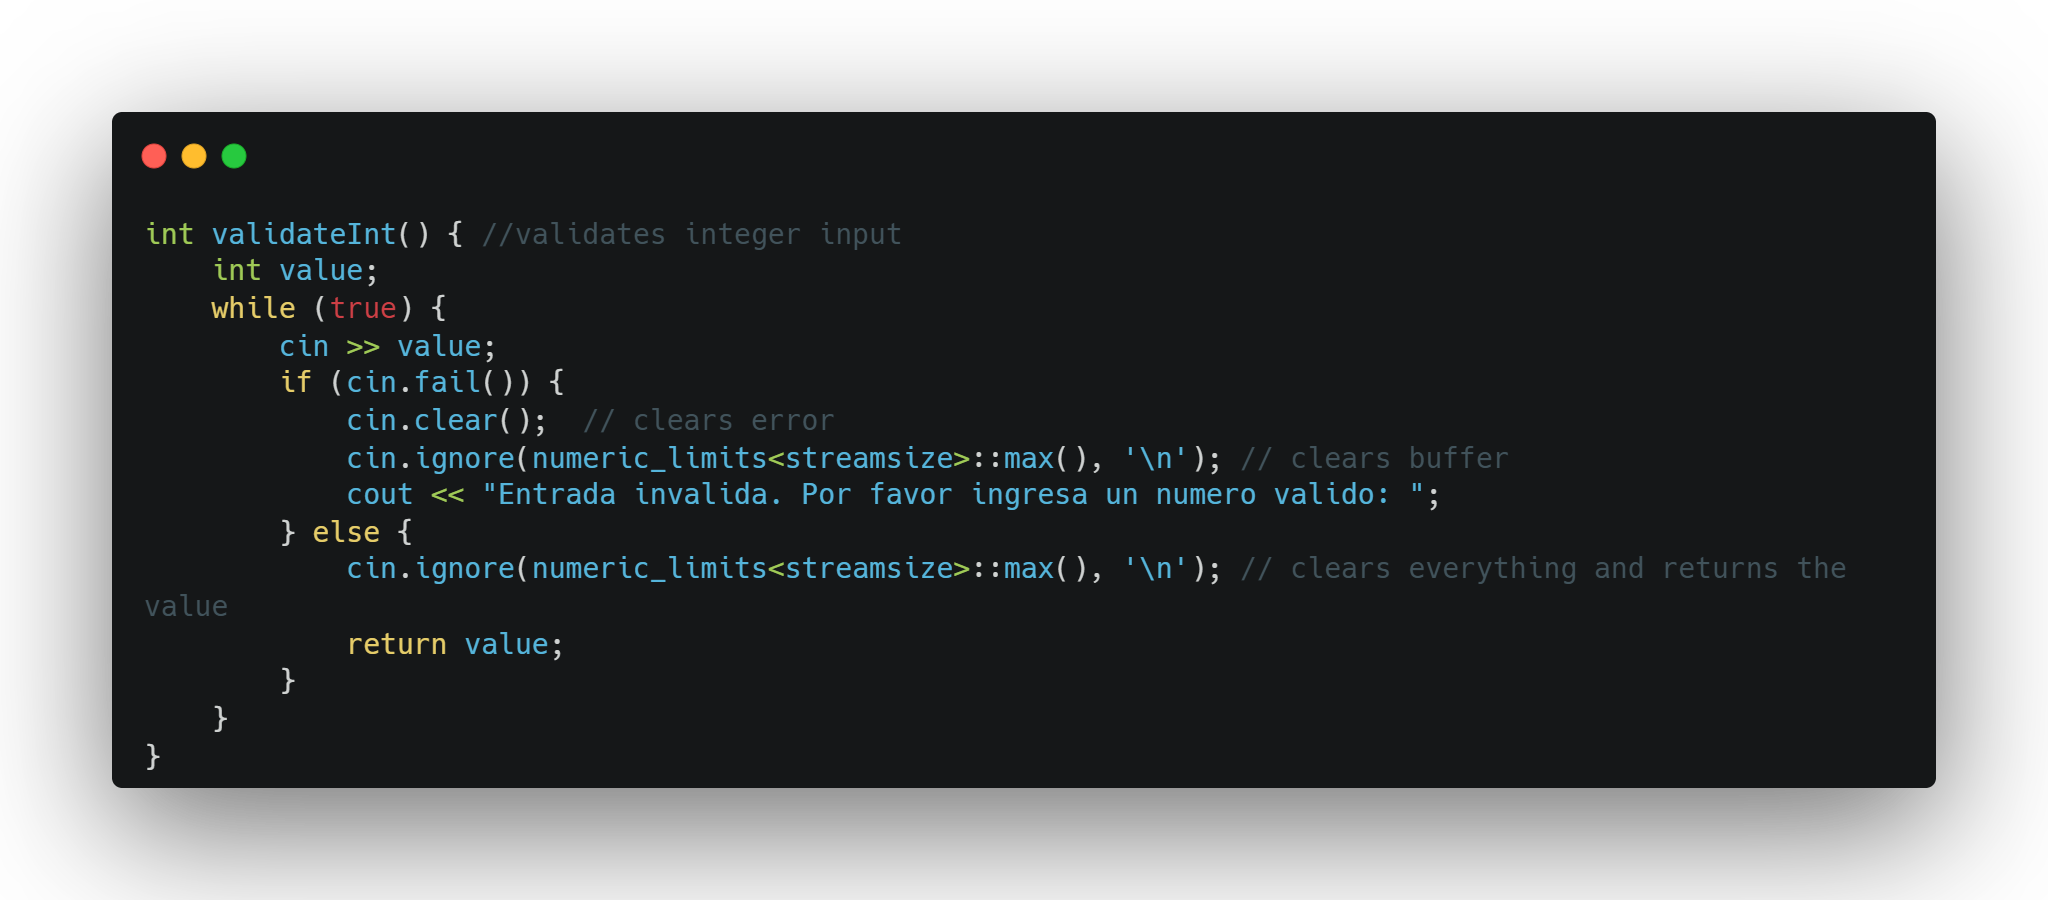 int validateInt() { //validates integer input
    int value;
    while (true) {
        cin >> value;
        if (cin.fail()) {
            cin.clear();  // clears error
            cin.ignore(numeric_limits<streamsize>::max(), '\n'); // clears buffer
            cout << "Entrada invalida. Por favor ingresa un numero valido: ";
        } else {
            cin.ignore(numeric_limits<streamsize>::max(), '\n'); // clears everything and returns the
value
            return value;
        }
    }
}